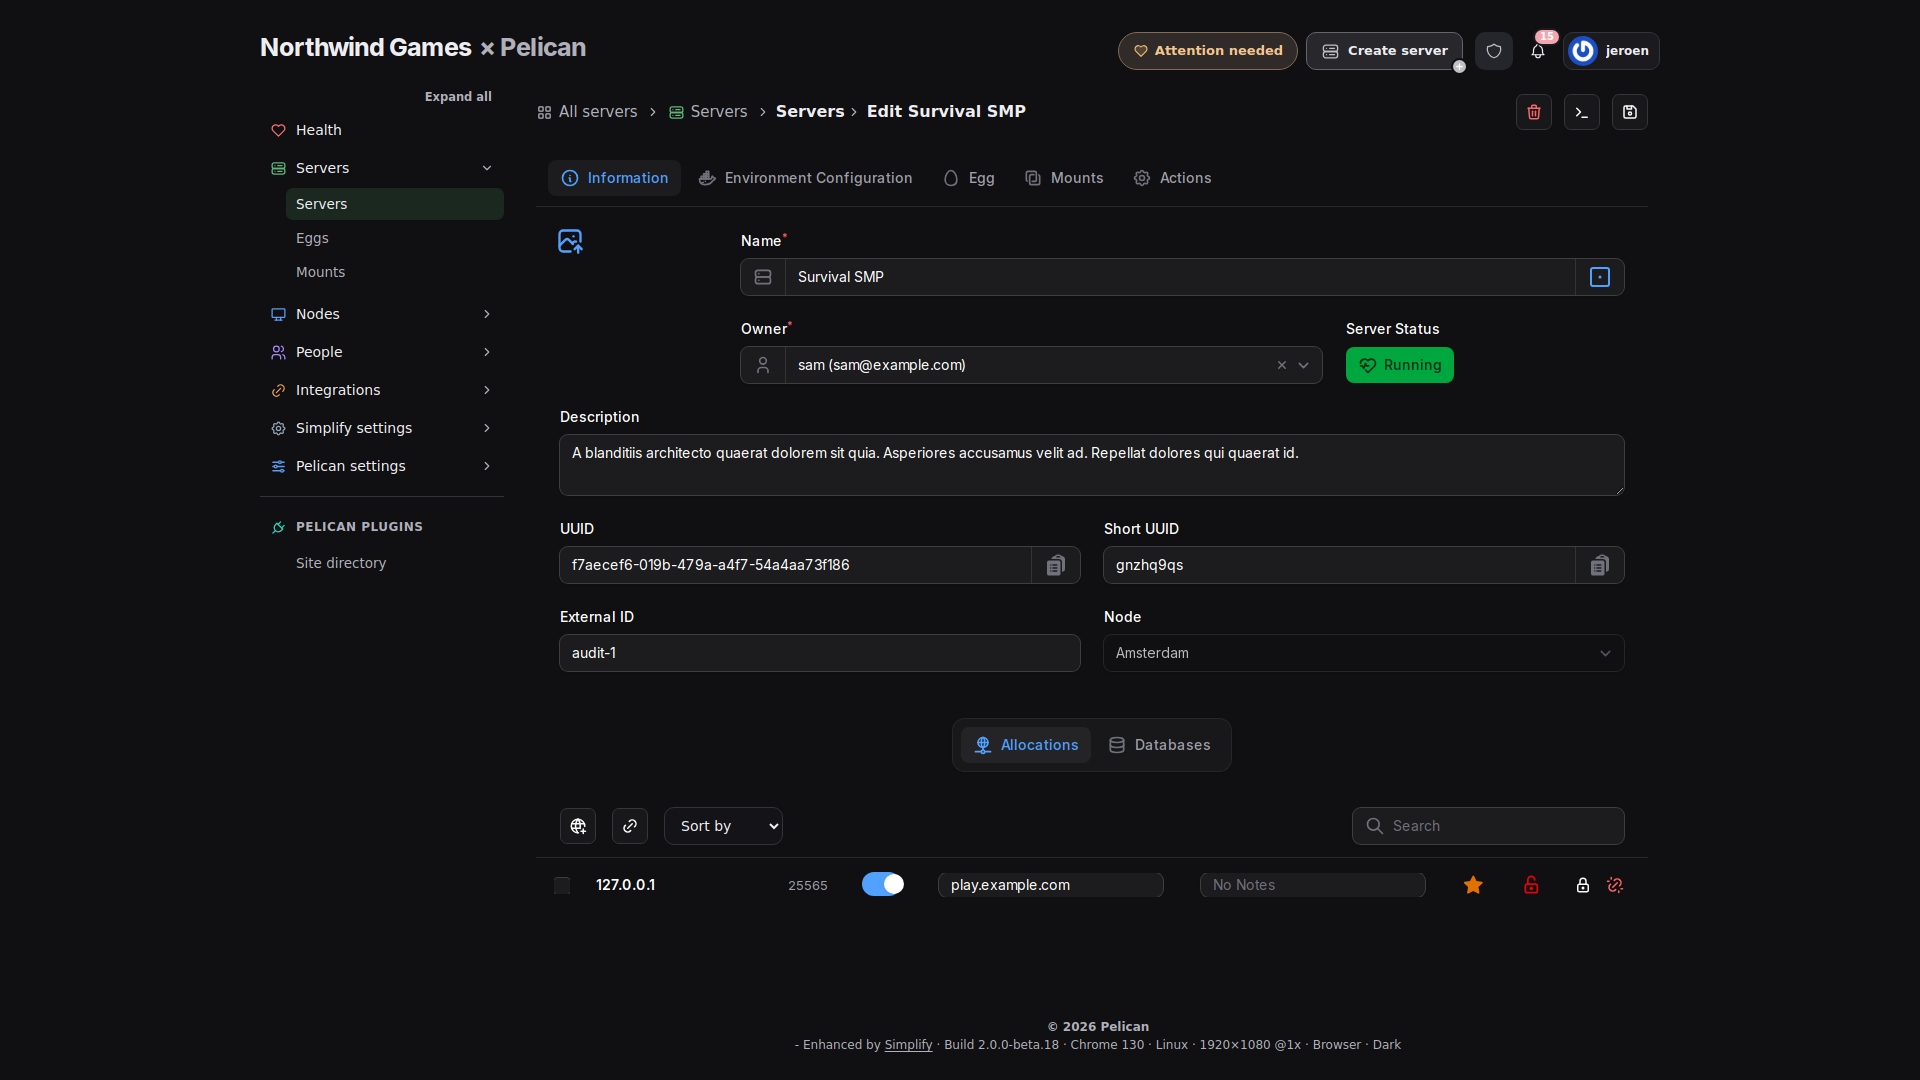 Northwind Games × Pelican
Attention needed
Create server
15
jeroen
Expand all
Health
Servers
Servers
Eggs
Mounts
Nodes
People
Integrations
Simplify settings
Pelican settings
PELICAN PLUGINS
Site directory
All servers > Servers > Servers > Edit Survival SMP
Information
Environment Configuration
Egg
Mounts
Actions
Name*
Survival SMP
Owner*
Server Status
sam (sam@example.com)
Running
Description
A blanditiis architecto quaerat dolorem sit quia. Asperiores accusamus velit ad. Repellat dolores qui quaerat id.
UUID
Short UUID
f7aecef6-019b-479a-a4f7-54a4aa73f186
gnzhq9qs
External ID
Node
audit-1
Amsterdam
Allocations
Databases
Sort by
Search
127.0.0.1
25565
play.example.com
No Notes
© 2026 Pelican
- Enhanced by Simplify · Build 2.0.0-beta.18 · Chrome 130 · Linux · 1920×1080 @1x · Browser · Dark